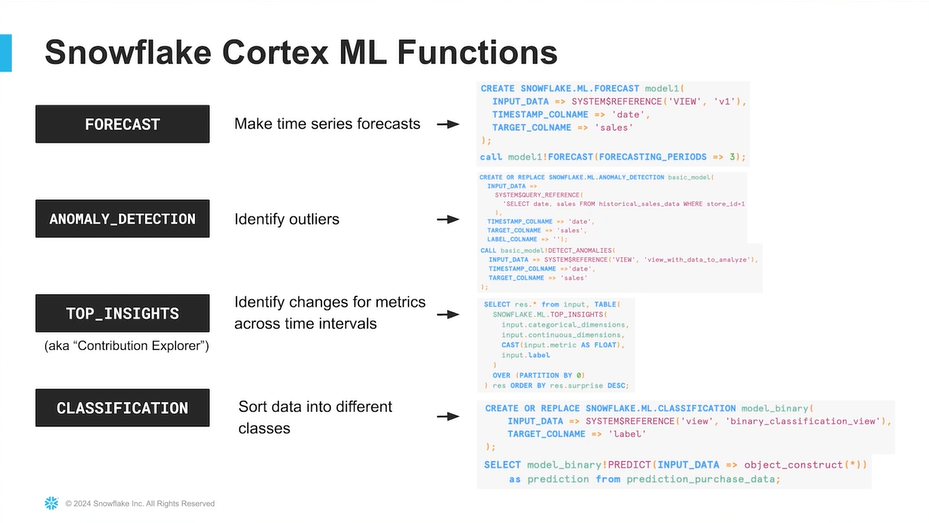 Snowflake Cortex ML Functions
FORECAST
Make time series forecasts
CREATE SNOWFLAKE.ML.FORECAST model1(
INPUT_DATA => SYSTEM$REFERENCE('VIEW', 'v1'),
TIMESTAMP_COLNAME => 'date',
TARGET_COLNAME => 'sales'
);
call model1!FORECAST(FORECASTING_PERIODS => 3);
ANOMALY_DETECTION
Identify outliers
CREATE OR REPLACE SNOWFLAKE.ML.ANOMALY_DETECTION basic_model(
INPUT_DATA =>
SYSTEM$QUERY_REFERENCE(
'SELECT date, sales FROM historical_sales_data WHERE store_id=1
),
TIMESTAMP_COLNAME => 'date',
TARGET_COLNAME => 'sales',
LABEL_COLNAME => '');
CALL basic_model!DETECT_ANOMALIES(
INPUT_DATA => SYSTEM$REFERENCE('VIEW', 'view_with_data_to_analyze'),
TIMESTAMP_COLNAME =>'date',
TARGET_COLNAME => 'sales'
);
TOP_INSIGHTS
(aka “Contribution Explorer”)
Identify changes for metrics
across time intervals
SELECT res.* from input, TABLE(
SNOWFLAKE.ML.TOP_INSIGHTS(
input.categorical_dimensions,
input.continuous_dimensions,
CAST(input.metric AS FLOAT),
input.label
)
OVER (PARTITION BY 0)
) res ORDER BY res.surprise DESC;
CLASSIFICATION
Sort data into different
classes
CREATE OR REPLACE SNOWFLAKE.ML.CLASSIFICATION model_binary(
INPUT_DATA => SYSTEM$REFERENCE('view', 'binary_classification_view'),
TARGET_COLNAME => 'label'
);
SELECT model_binary!PREDICT(INPUT_DATA => object_construct(*))
as prediction from prediction_purchase_data;
© 2024 Snowflake Inc. All Rights Reserved